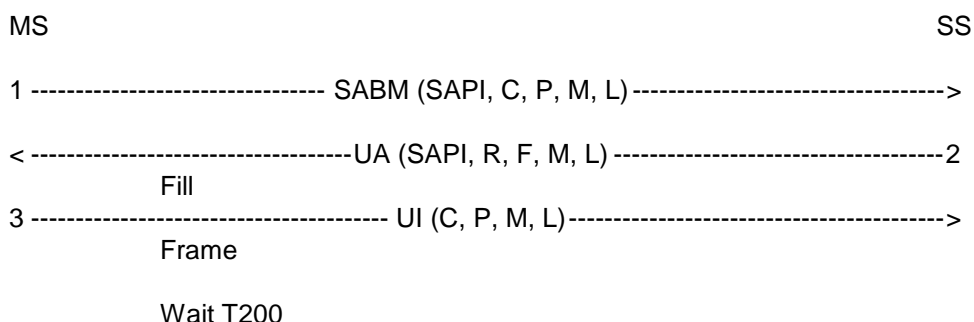 MS SS
1 --------------------------------- SABM (SAPI, C, P, M, L) ----------------------------------->
< ------------------------------------UA (SAPI, R, F, M, L) -------------------------------------2
Fill
3 ---------------------------------------- UI (C, P, M, L)------------------------------------------>
Frame
Wait T200